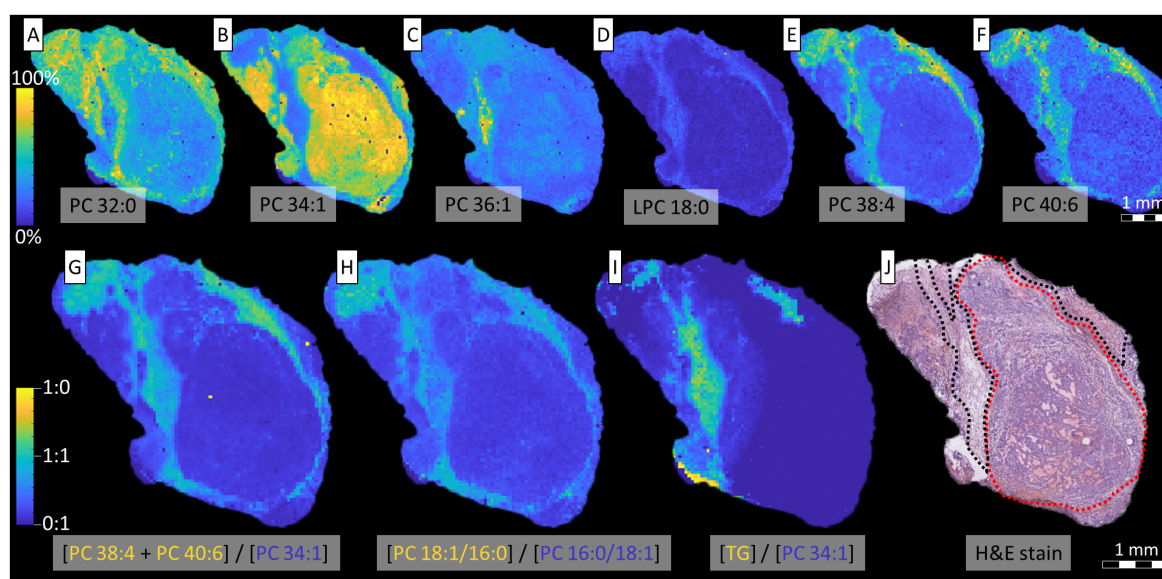 A B C D E F
100%
0%
PC 32:0 PC 34:1 PC 36:1 LPC 18:0 PC 38:4 PC 40:6 1 mm
G H I J
1:0
1:1
0:1
[PC 38:4 + PC 40:6] / [PC 34:1] [PC 18:1/16:0] / [PC 16:0/18:1] [TG] / [PC 34:1] H&E stain 1 mm